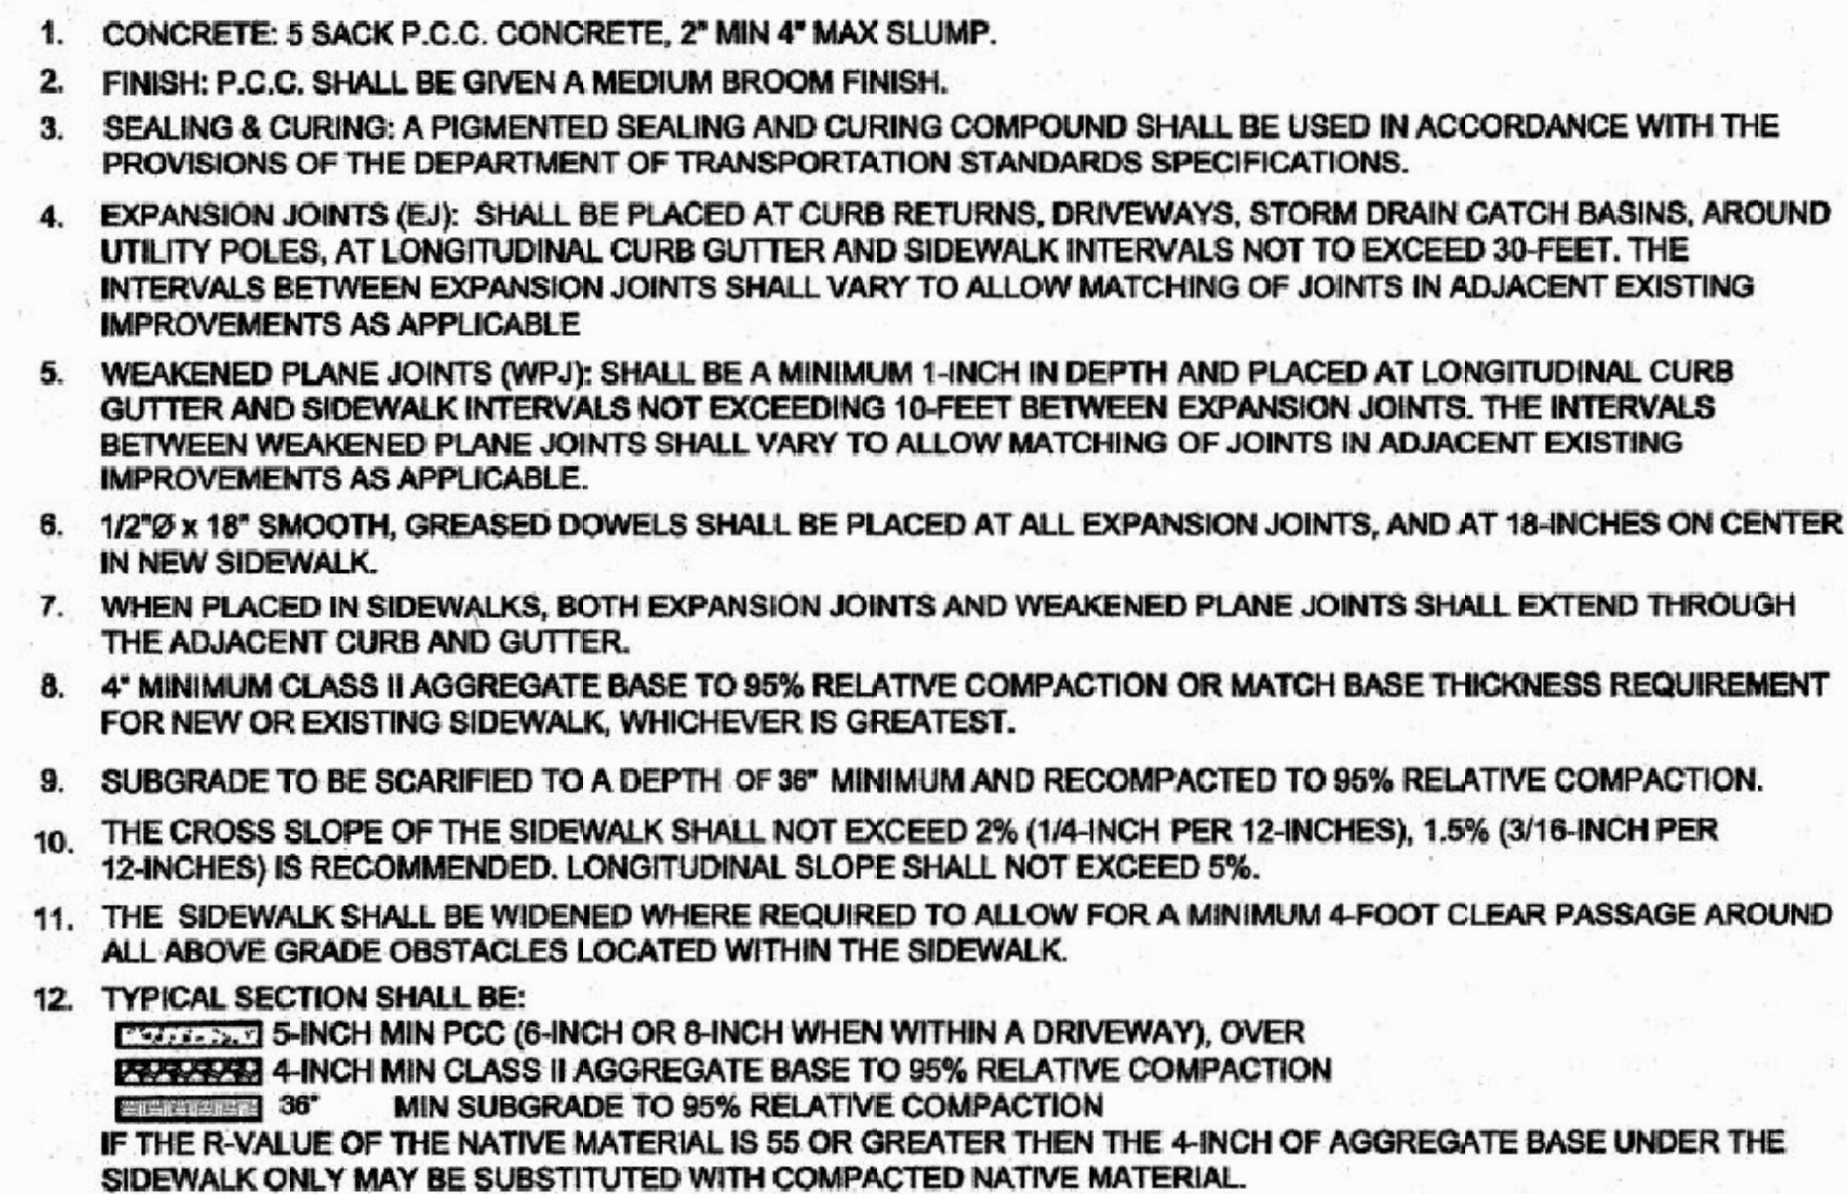 1. CONCRETE: 5 SACK P.C.C. CONCRETE, 2" MIN 4" MAX SLUMP.
2. FINISH: P.C.C. SHALL BE GIVEN A MEDIUM BROOM FINISH.
3. SEALING & CURING: A PIGMENTED SEALING AND CURING COMPOUND SHALL BE USED IN ACCORDANCE WITH THE
PROVISIONS OF THE DEPARTMENT OF TRANSPORTATION STANDARDS SPECIFICATIONS.
4. EXPANSION JOINTS (EJ): SHALL BE PLACED AT CURB RETURNS, DRIVEWAYS, STORM DRAIN CATCH BASINS, AROUND
UTILITY POLES, AT LONGITUDINAL CURB GUTTER AND SIDEWALK INTERVALS NOT TO EXCEED 30-FEET. THE
INTERVALS BETWEEN EXPANSION JOINTS SHALL VARY TO ALLOW MATCHING OF JOINTS IN ADJACENT EXISTING
IMPROVEMENTS AS APPLICABLE
5. WEAKENED PLANE JOINTS (WPJ): SHALL BE A MINIMUM 1-INCH IN DEPTH AND PLACED AT LONGITUDINAL CURB
GUTTER AND SIDEWALK INTERVALS NOT EXCEEDING 10-FEET BETWEEN EXPANSION JOINTS. THE INTERVALS
BETWEEN WEAKENED PLANE JOINTS SHALL VARY TO ALLOW MATCHING OF JOINTS IN ADJACENT EXISTING
IMPROVEMENTS AS APPLICABLE.
6. 1/2"Ø x 18" SMOOTH, GREASED DOWELS SHALL BE PLACED AT ALL EXPANSION JOINTS, AND AT 18-INCHES ON CENTER
IN NEW SIDEWALK.
7. WHEN PLACED IN SIDEWALKS, BOTH EXPANSION JOINTS AND WEAKENED PLANE JOINTS SHALL EXTEND THROUGH
THE ADJACENT CURB AND GUTTER.
8. 4" MINIMUM CLASS II AGGREGATE BASE TO 95% RELATIVE COMPACTION OR MATCH BASE THICKNESS REQUIREMENT
FOR NEW OR EXISTING SIDEWALK, WHICHEVER IS GREATEST.
9. SUBGRADE TO BE SCARIFIED TO A DEPTH OF 36" MINIMUM AND RECOMPACTED TO 95% RELATIVE COMPACTION.
10. THE CROSS SLOPE OF THE SIDEWALK SHALL NOT EXCEED 2% (1/4-INCH PER 12-INCHES), 1.5% (3/16-INCH PER
12-INCHES) IS RECOMMENDED. LONGITUDINAL SLOPE SHALL NOT EXCEED 5%.
11. THE SIDEWALK SHALL BE WIDENED WHERE REQUIRED TO ALLOW FOR A MINIMUM 4-FOOT CLEAR PASSAGE AROUND
ALL ABOVE GRADE OBSTACLES LOCATED WITHIN THE SIDEWALK.
12. TYPICAL SECTION SHALL BE:
5-INCH MIN PCC (6-INCH OR 8-INCH WHEN WITHIN A DRIVEWAY), OVER
4-INCH MIN CLASS II AGGREGATE BASE TO 95% RELATIVE COMPACTION
36" MIN SUBGRADE TO 95% RELATIVE COMPACTION
IF THE R-VALUE OF THE NATIVE MATERIAL IS 55 OR GREATER THEN THE 4-INCH OF AGGREGATE BASE UNDER THE
SIDEWALK ONLY MAY BE SUBSTITUTED WITH COMPACTED NATIVE MATERIAL.